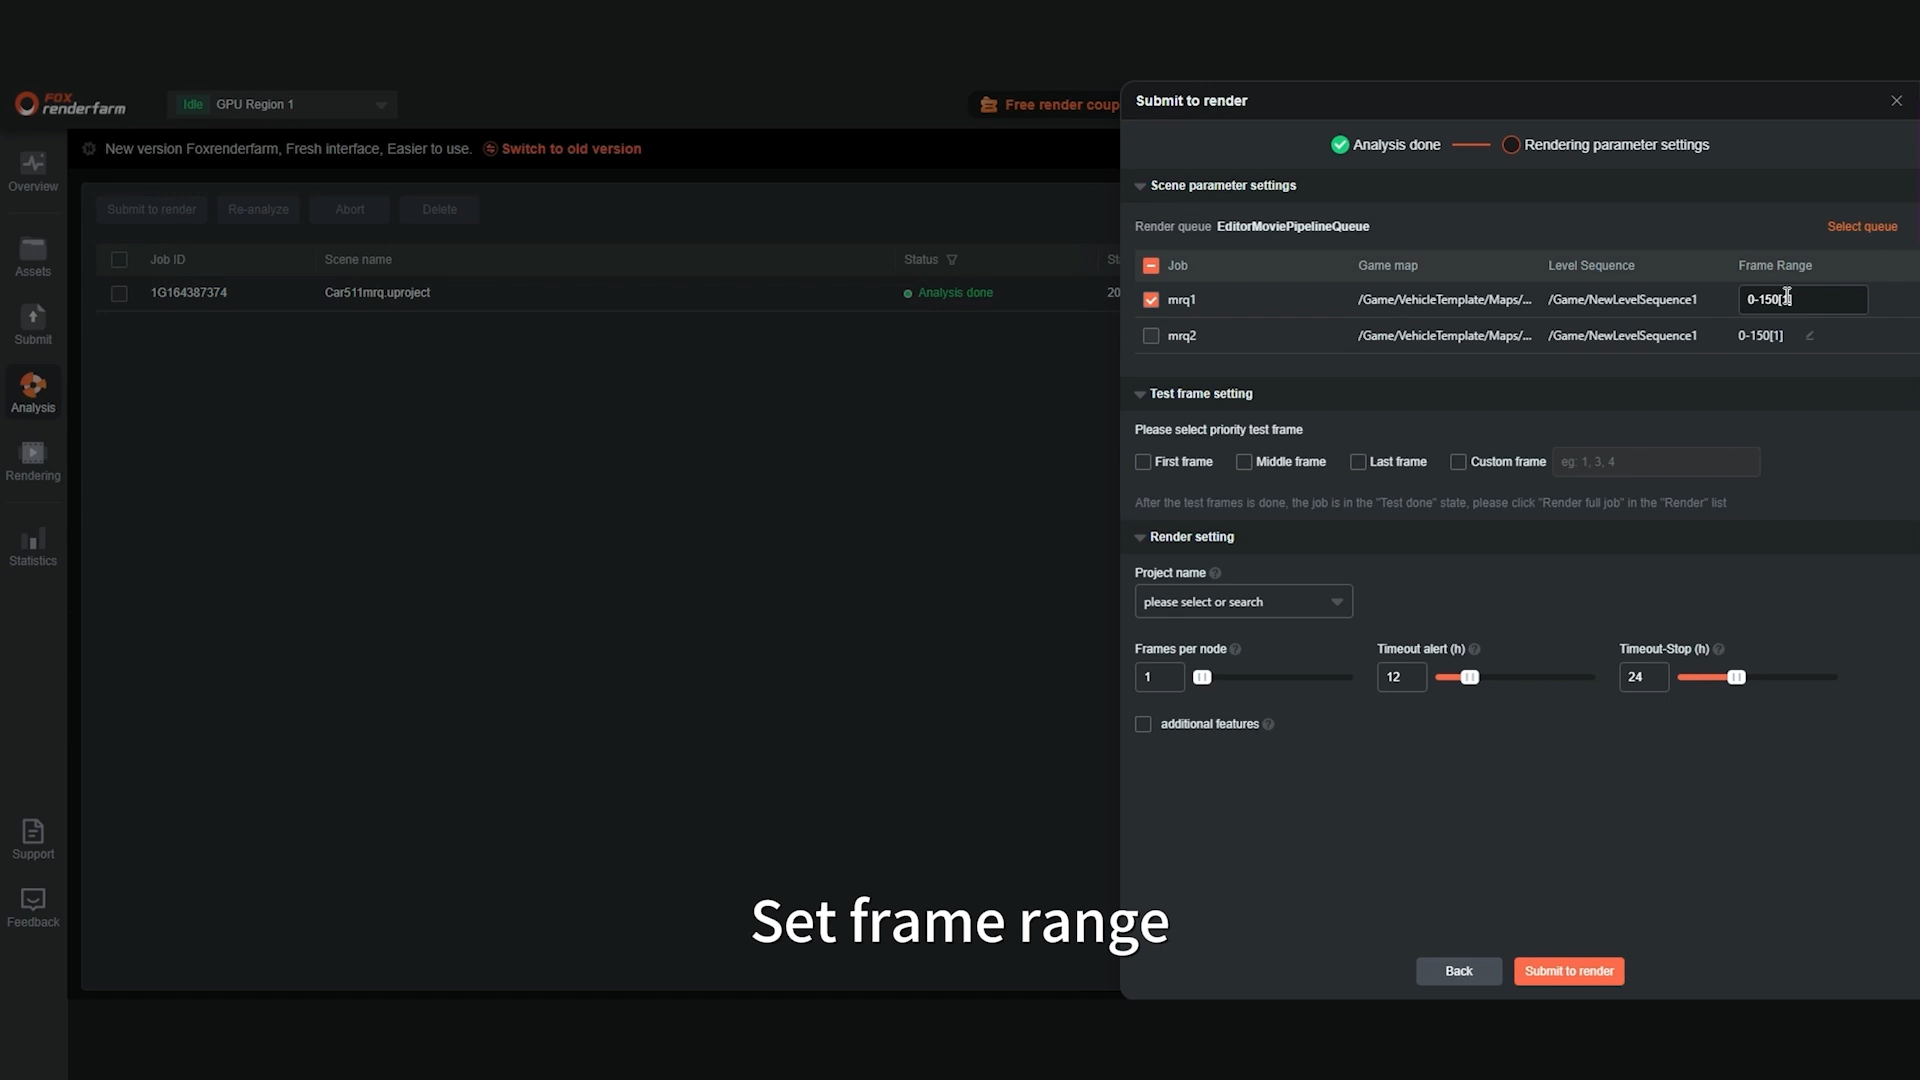 FOX renderfarm
Idle GPU Region 1
Free render coup
New version Foxrenderfarm, Fresh interface, Easier to use. Switch to old version
Overview
Assets
Submit
Analysis
Rendering
Statistics
Support
Feedback
Submit to render Re-analyze Abort Delete
Job ID Scene name Status St
1G164387374 Car511mrq.uproject Analysis done 20
Submit to render
Analysis done Rendering parameter settings
Scene parameter settings
Render queue EditorMoviePipelineQueue Select queue
Job Game map Level Sequence Frame Range
mrq1 /Game/VehicleTemplate/Maps/... /Game/NewLevelSequence1 0-150[1]
mrq2 /Game/VehicleTemplate/Maps/... /Game/NewLevelSequence1 0-150[1]
Test frame setting
Please select priority test frame
First frame Middle frame Last frame Custom frame eg: 1, 3, 4
After the test frames is done, the job is in the "Test done" state, please click "Render full job" in the "Render" list
Render setting
Project name
please select or search
Frames per node Timeout alert (h) Timeout-Stop (h)
1 12 24
additional features
Set frame range
Back Submit to render